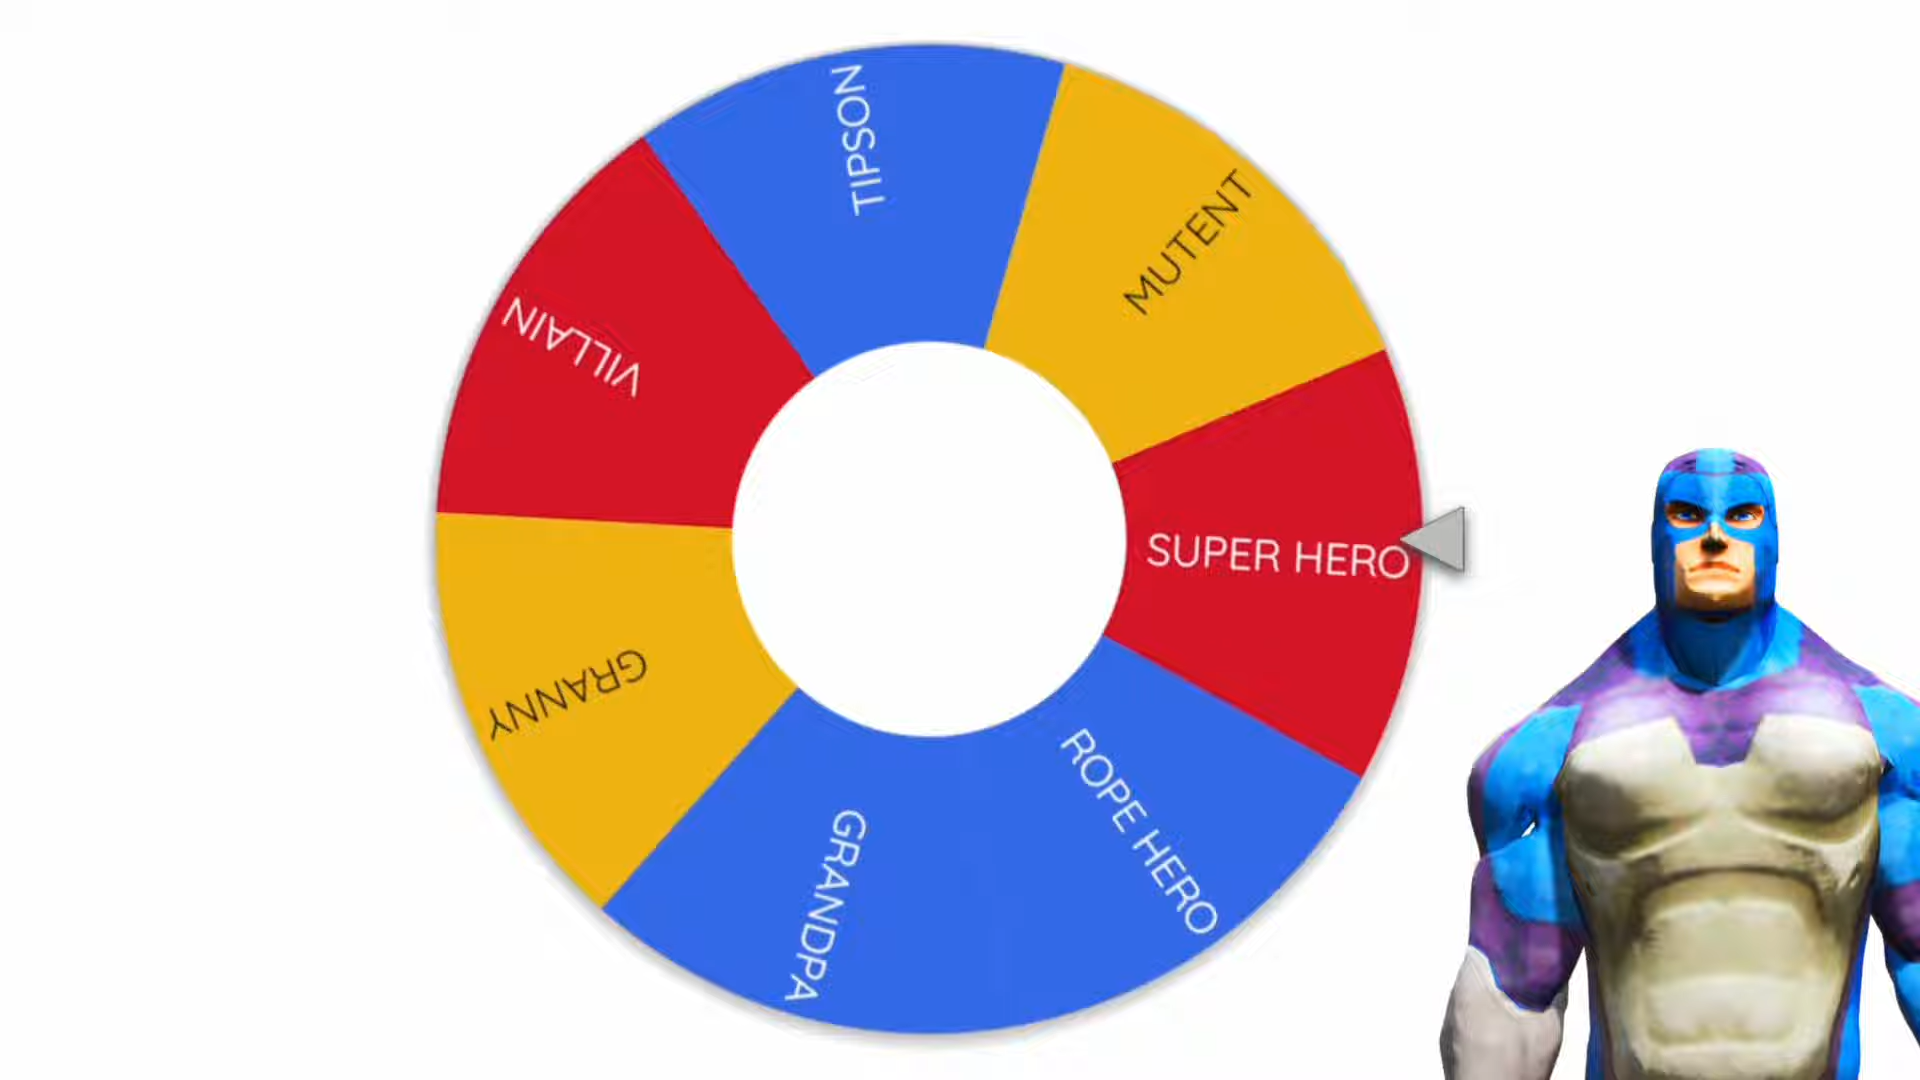 TIPSON
MUTENT
VILLAIN
SUPER HERO
GRANNY
ROPE HERO
GRANDPA